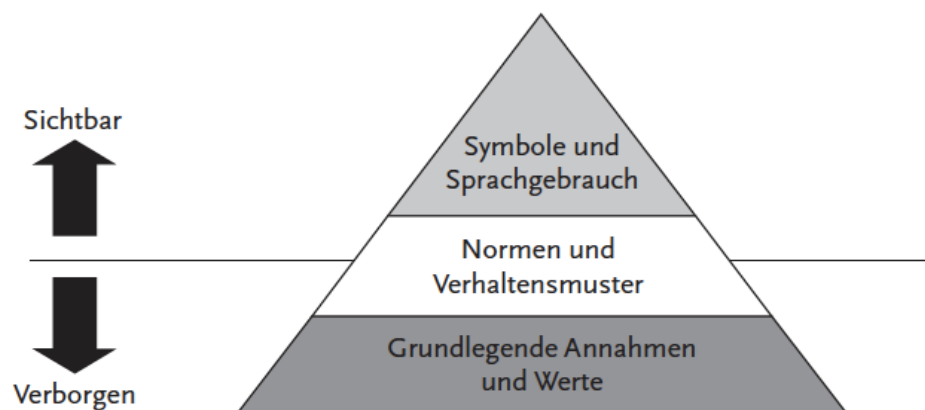 Sichtbar
Symbole und
Sprachgebrauch
Normen und
Verhaltensmuster
Grundlegende Annahmen
und Werte
Verborgen